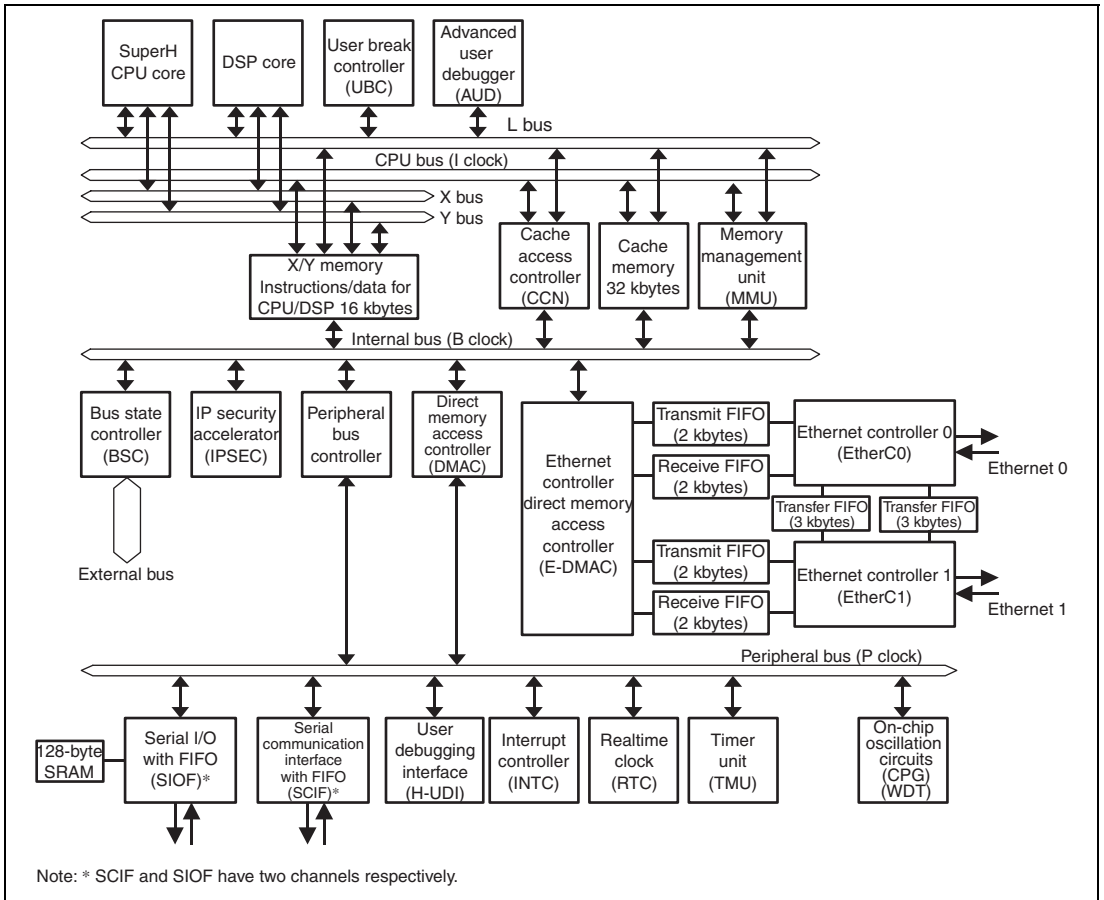 SuperH
CPU core
DSP core
User break
controller
(UBC)
Advanced
user
debugger
(AUD)
L bus
CPU bus (I clock)
X bus
Y bus
X/Y memory
Instructions/data for
CPU/DSP 16 kbytes
Cache
access
controller
(CCN)
Cache
memory
32 kbytes
Memory
management
unit
(MMU)
Internal bus (B clock)
Bus state
controller
(BSC)
IP security
accelerator
(IPSEC)
Peripheral
bus
controller
Direct
memory
access
controller
(DMAC)
Ethernet
controller
direct memory
access
controller
(E-DMAC)
Transmit FIFO
(2 kbytes)
Receive FIFO
(2 kbytes)
Ethernet controller 0
(EtherC0)
Ethernet 0
Transfer FIFO
(3 kbytes)
Transfer FIFO
(3 kbytes)
Transmit FIFO
(2 kbytes)
Receive FIFO
(2 kbytes)
Ethernet controller 1
(EtherC1)
Ethernet 1
External bus
Peripheral bus (P clock)
128-byte
SRAM
Serial I/O
with FIFO
(SIOF)*
Serial
communication
interface
with FIFO
(SCIF)*
User
debugging
interface
(H-UDI)
Interrupt
controller
(INTC)
Realtime
clock
(RTC)
Timer
unit
(TMU)
On-chip
oscillation
circuits
(CPG)
(WDT)
Note: * SCIF and SIOF have two channels respectively.